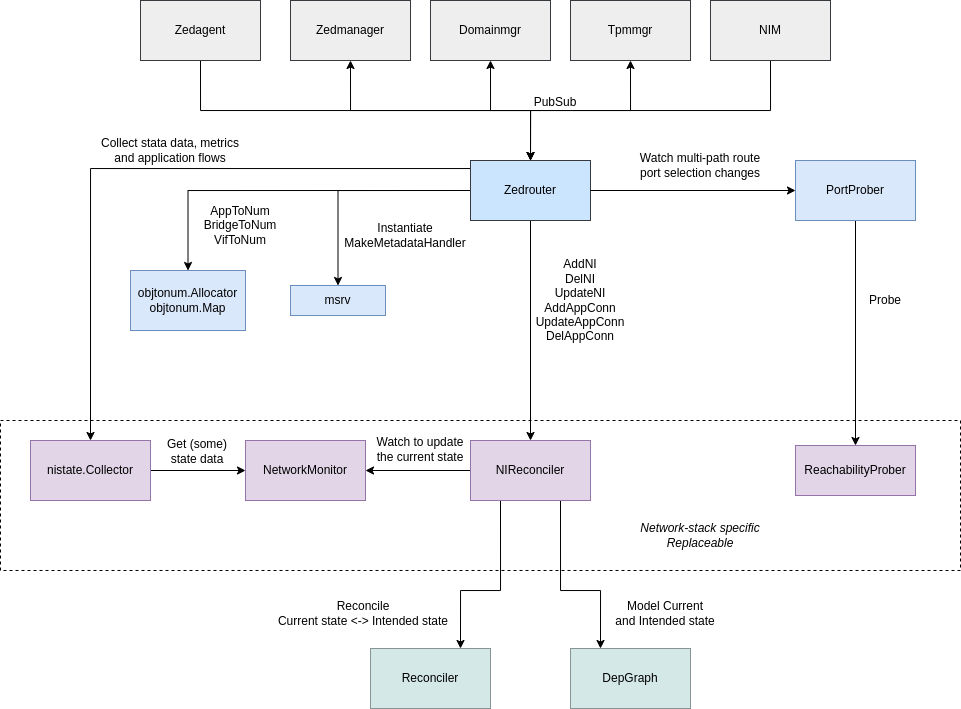 Zedagent
Zedmanager
Domainmgr
Tpmmgr
NIM
PubSub
Collect stata data, metrics
and application flows
Zedrouter
Watch multi-path route
port selection changes
PortProber
AppToNum
BridgeToNum
VifToNum
Instantiate
MakeMetadataHandler
objtonum.Allocator
objtonum.Map
msrv
AddNI
DelNI
UpdateNI
AddAppConn
UpdateAppConn
DelAppConn
Probe
nistate.Collector
Get (some)
state data
NetworkMonitor
Watch to update
the current state
NIReconciler
ReachabilityProber
Network-stack specific
Replaceable
Reconcile
Current state <-> Intended state
Model Current
and Intended state
Reconciler
DepGraph